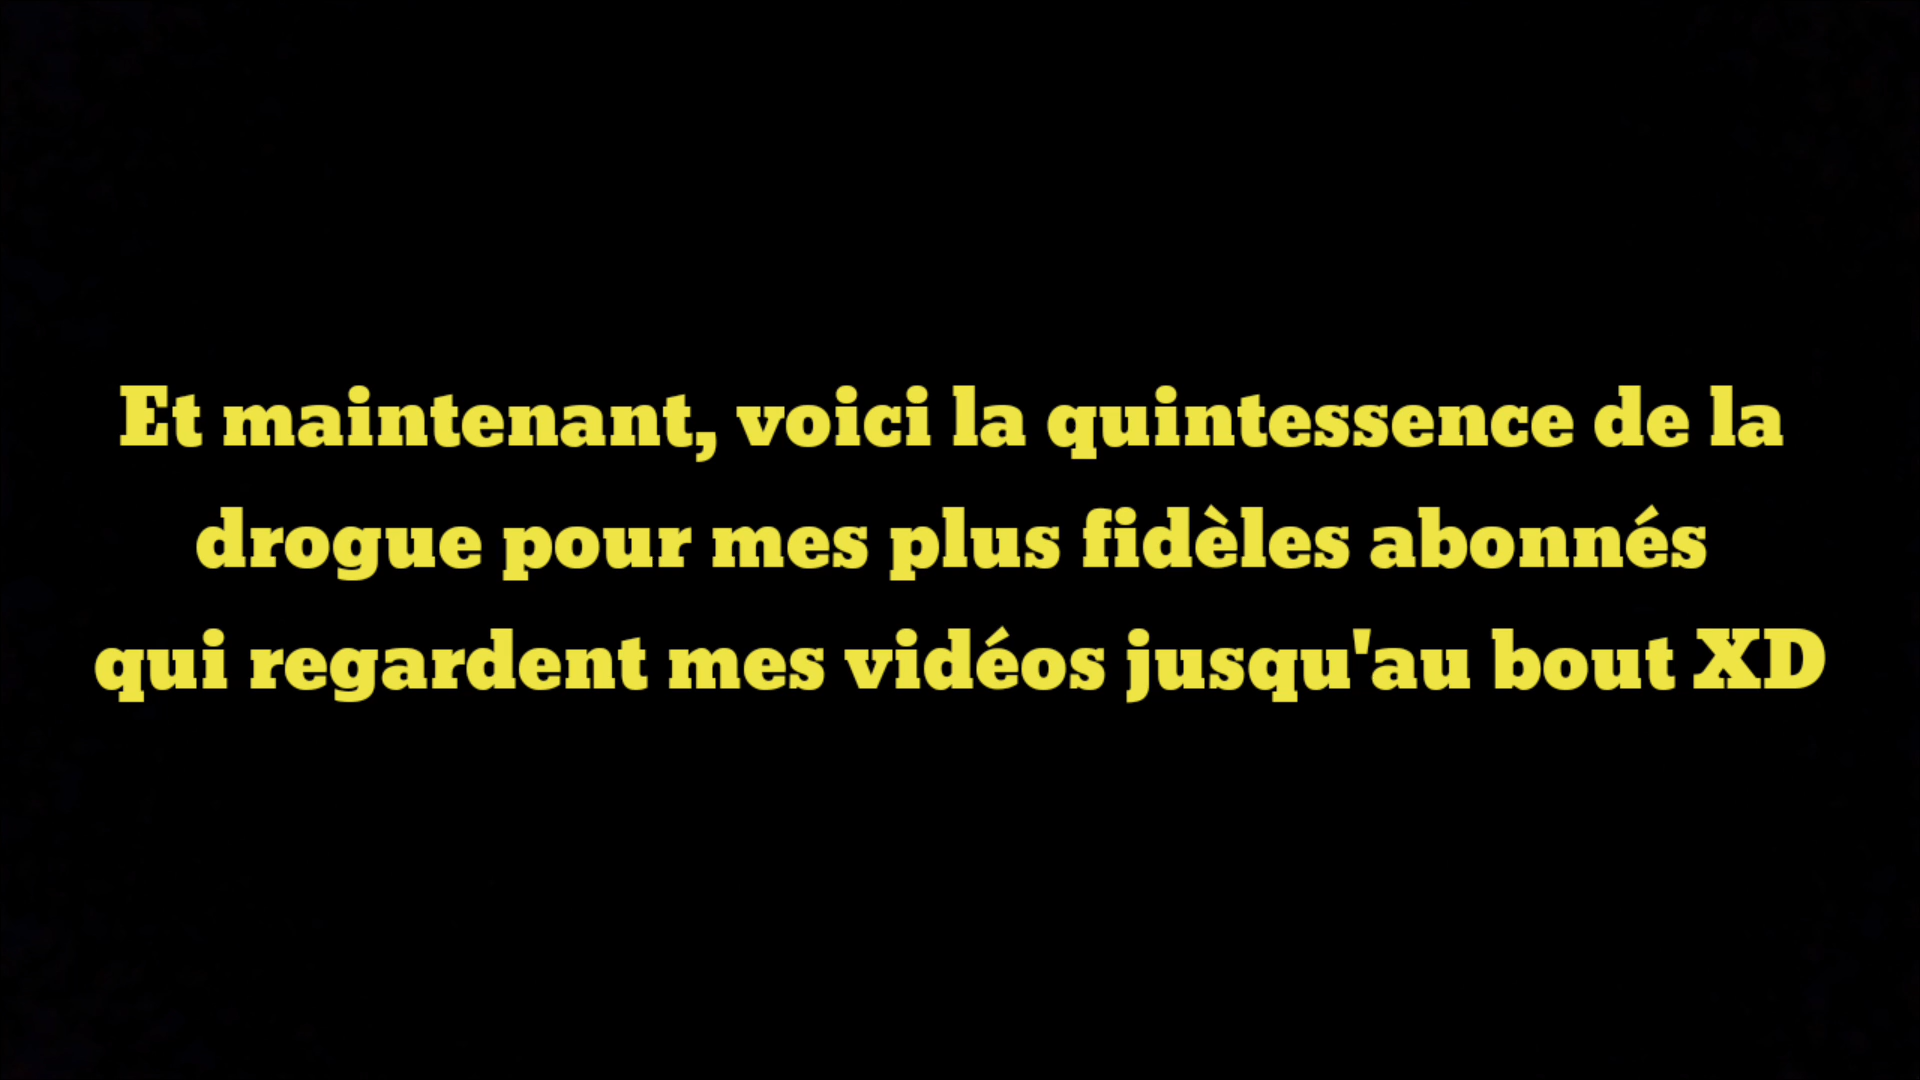 Et maintenant, voici la quintessence de la
drogue pour mes plus fidèles abonnés
qui regardent mes vidéos jusqu'au bout XD